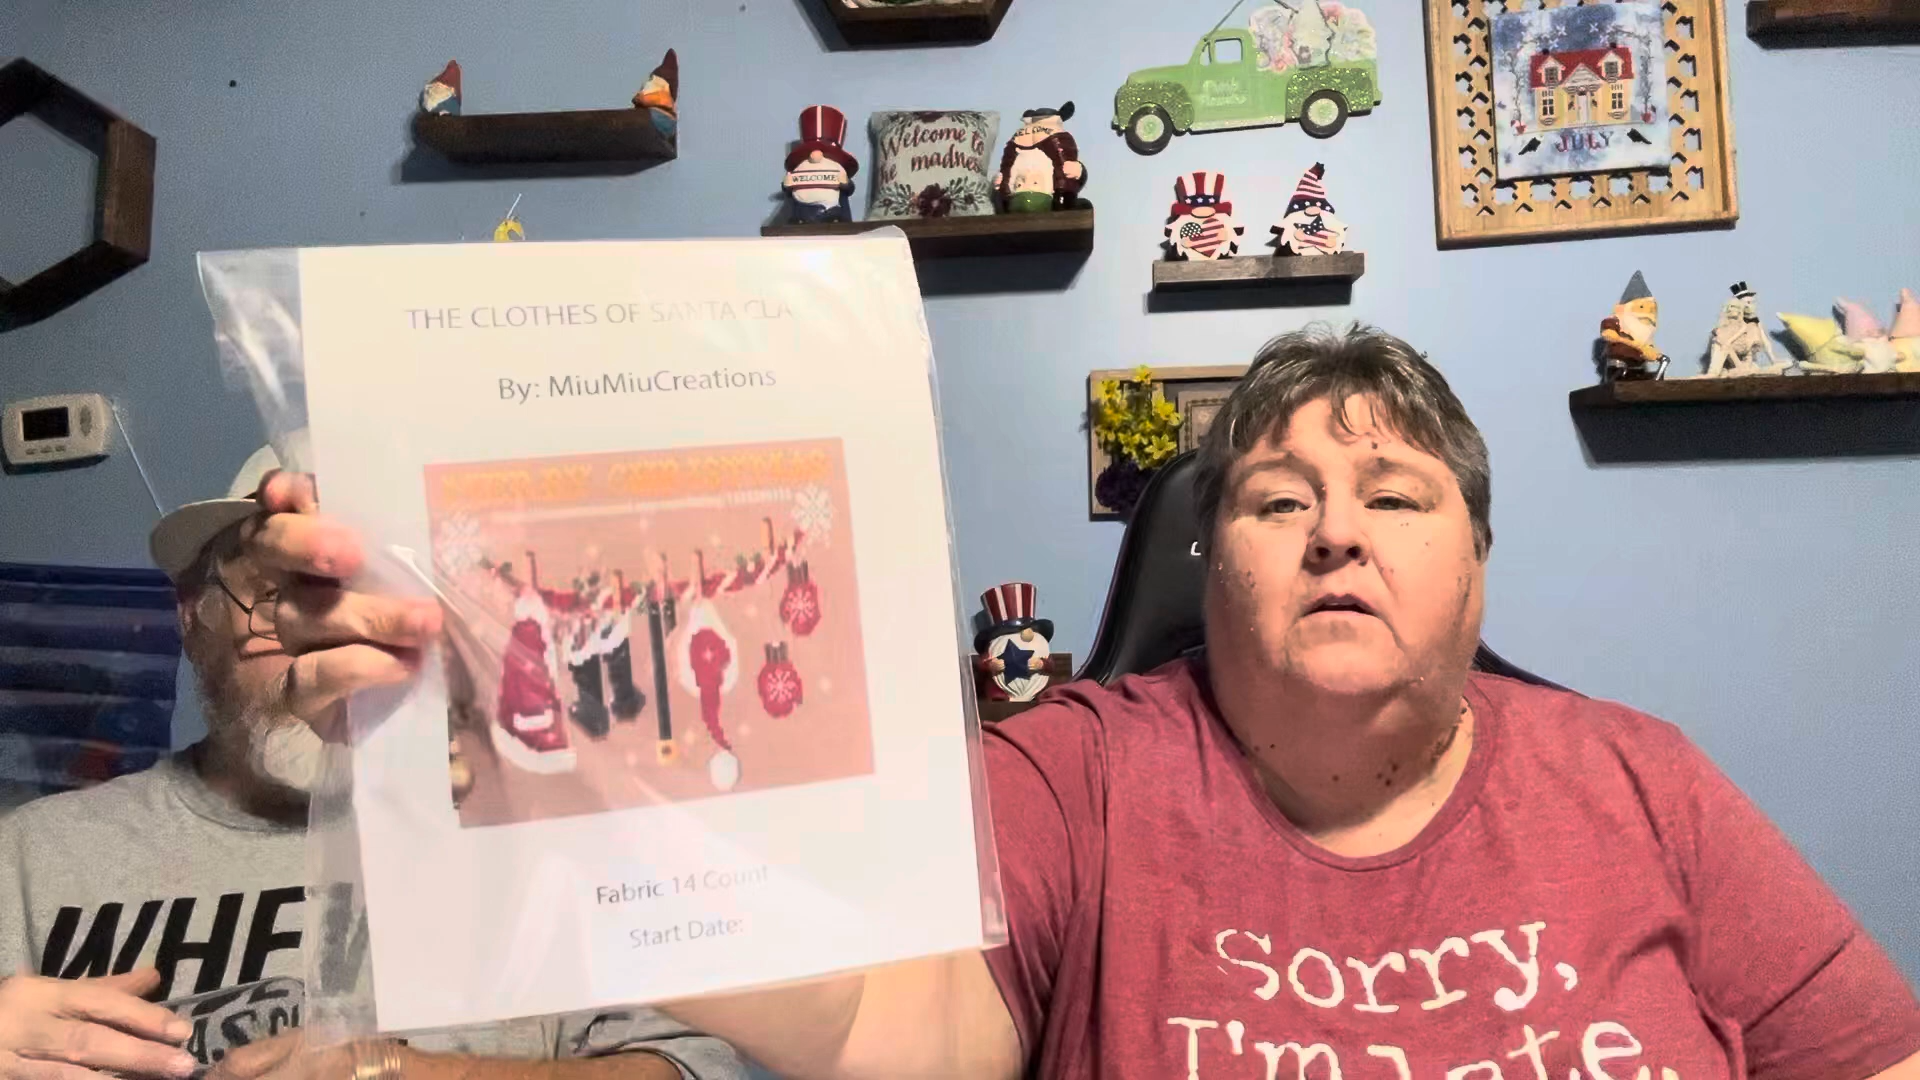 WELCOME
Welcome to
the madness
WELCOME
JULY
THE CLOTHES OF SANTA CLA
By: MiuMiuCreations
Fabric 14 Count
Start Date:
WHE
Sorry,
I'm late.